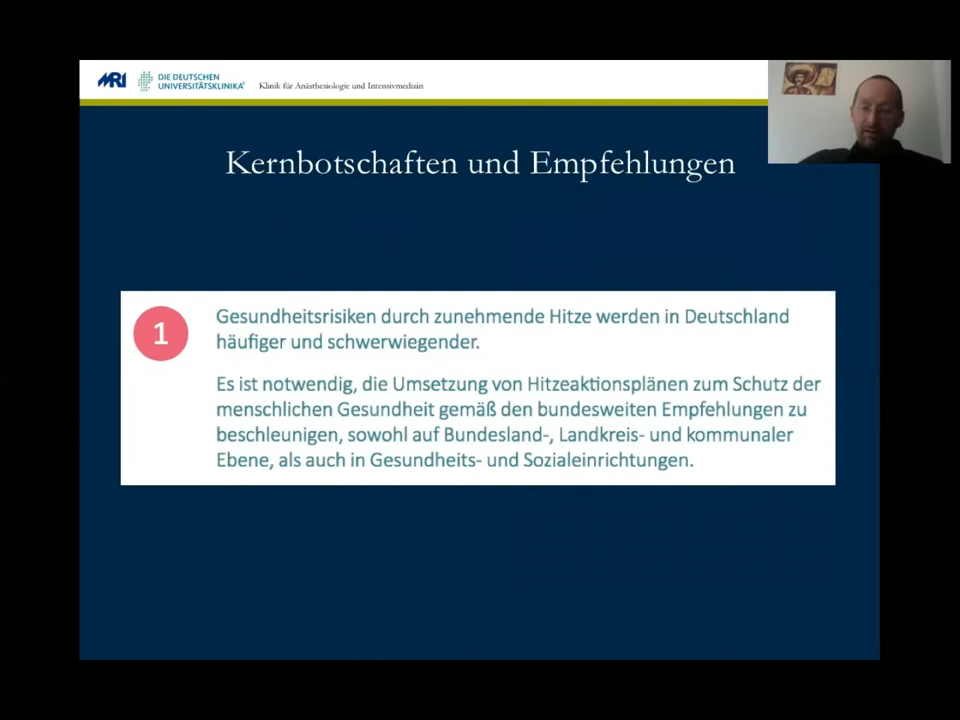 MRI
DIE DEUTSCHEN
UNIVERSITÄTSKLINIKA
Klinik für Anästhesiologie und Intensivmedizin
Kernbotschaften und Empfehlungen
1
Gesundheitsrisiken durch zunehmende Hitze werden in Deutschland
häufiger und schwerwiegender.
Es ist notwendig, die Umsetzung von Hitzeaktionsplänen zum Schutz der
menschlichen Gesundheit gemäß den bundesweiten Empfehlungen zu
beschleunigen, sowohl auf Bundesland-, Landkreis- und kommunaler
Ebene, als auch in Gesundheits- und Sozialeinrichtungen.